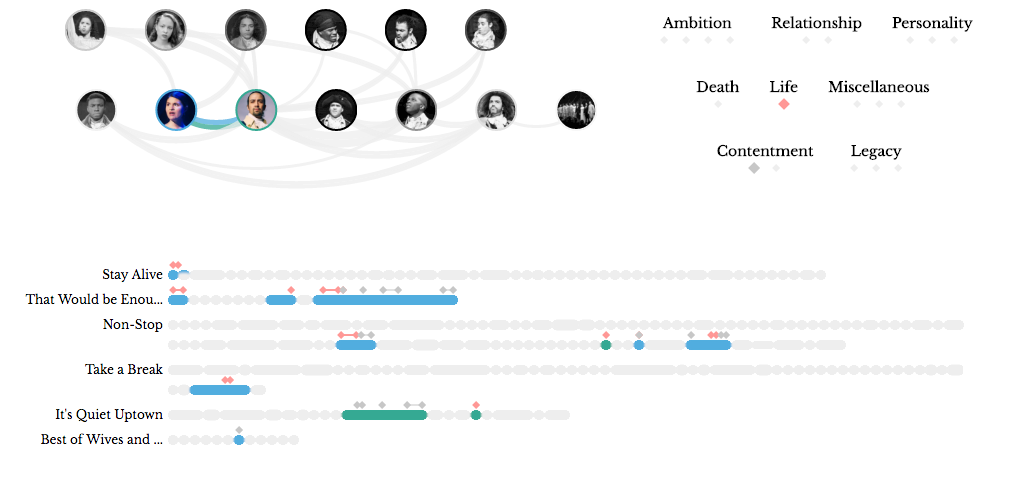 Ambition Relationship Personality
Death Life Miscellaneous
Contentment Legacy
Stay Alive
That Would be Enou...
Non-Stop
Take a Break
It's Quiet Uptown
Best of Wives and ...